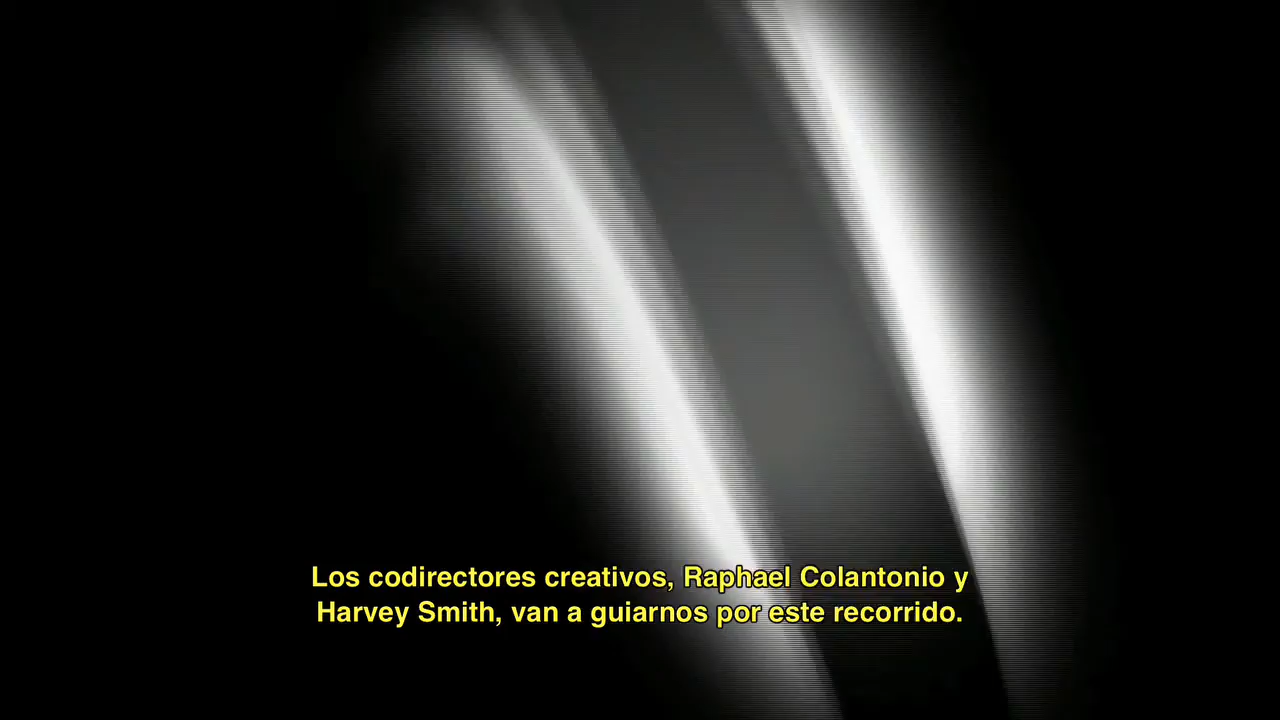 Los codirectores creativos, Raphael Colantonio y
Harvey Smith, van a guiarnos por este recorrido.